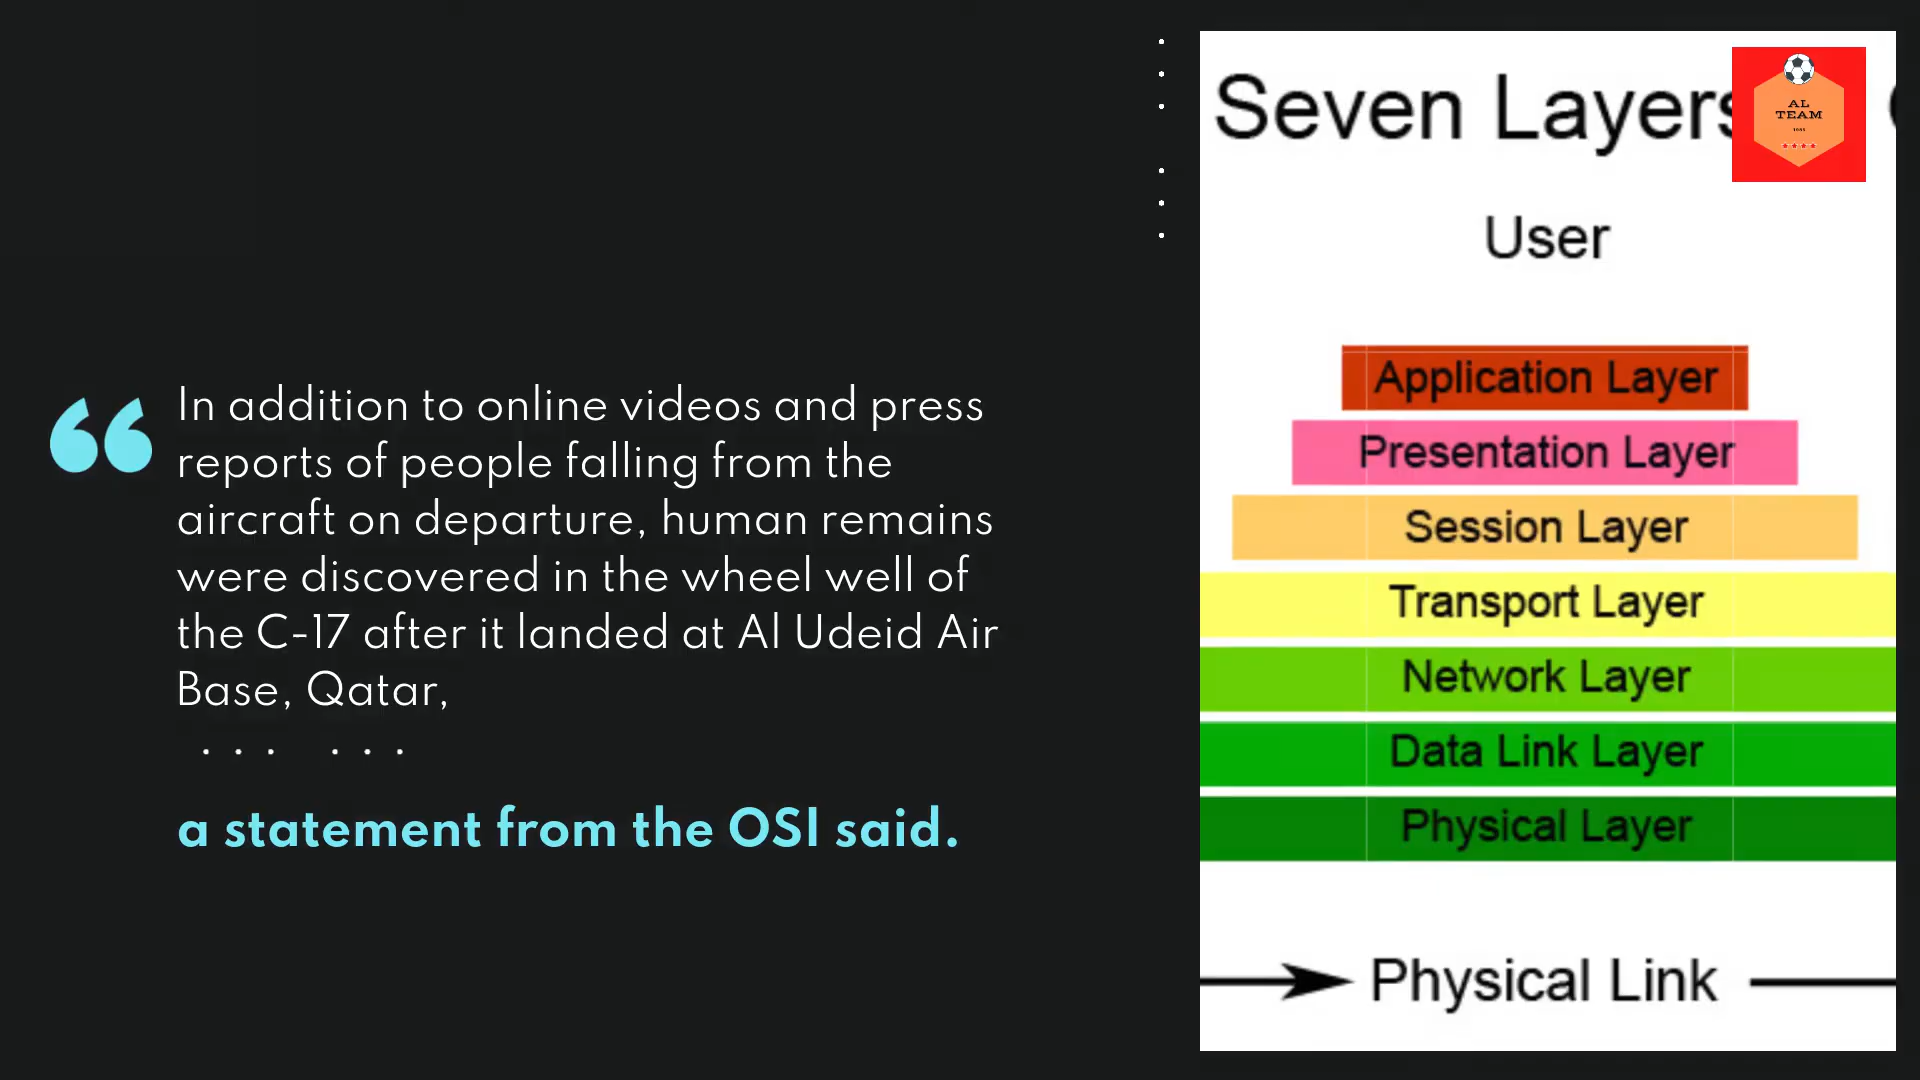 In addition to online videos and press
reports of people falling from the
aircraft on departure, human remains
were discovered in the wheel well of
the C-17 after it landed at Al Udeid Air
Base, Qatar,
a statement from the OSI said.
Seven Layers
AL
TEAM
User
Application Layer
Presentation Layer
Session Layer
Transport Layer
Network Layer
Data Link Layer
Physical Layer
Physical Link